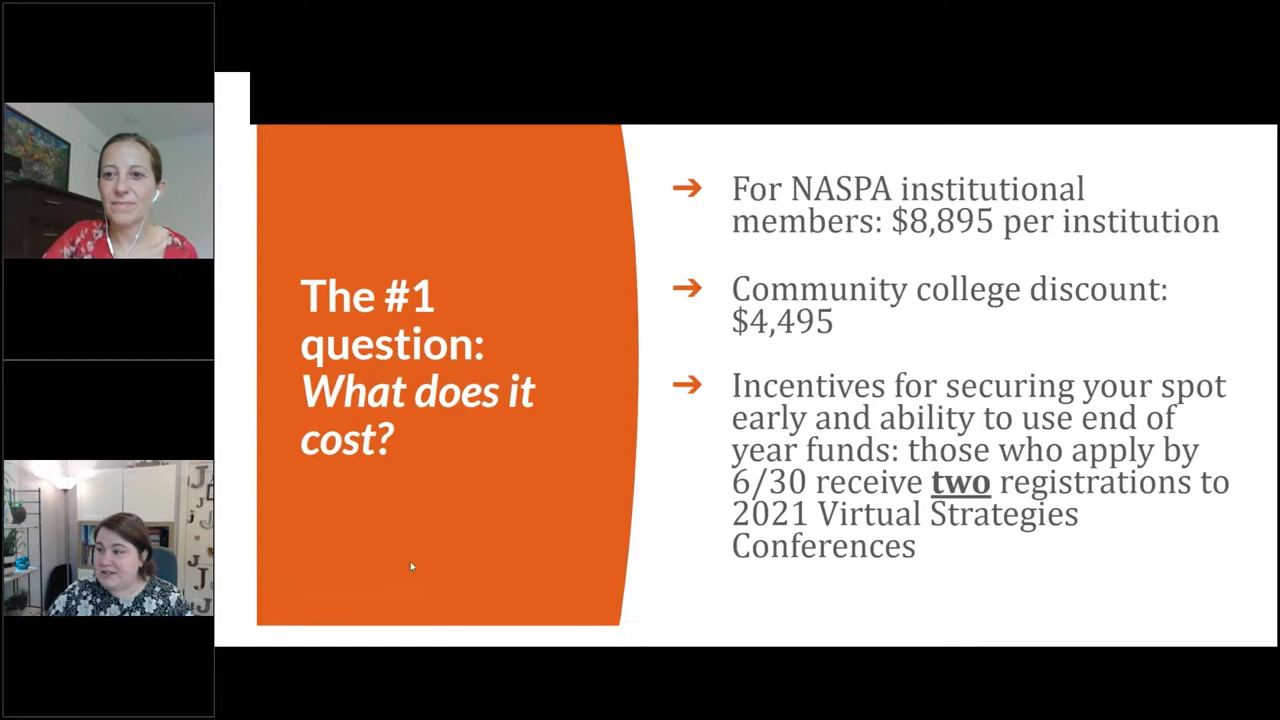 The #1
question:
What does it
cost?
➔ For NASPA institutional
members: $8,895 per institution
➔ Community college discount:
$4,495
➔ Incentives for securing your spot
early and ability to use end of
year funds: those who apply by
6/30 receive two registrations to
2021 Virtual Strategies
Conferences